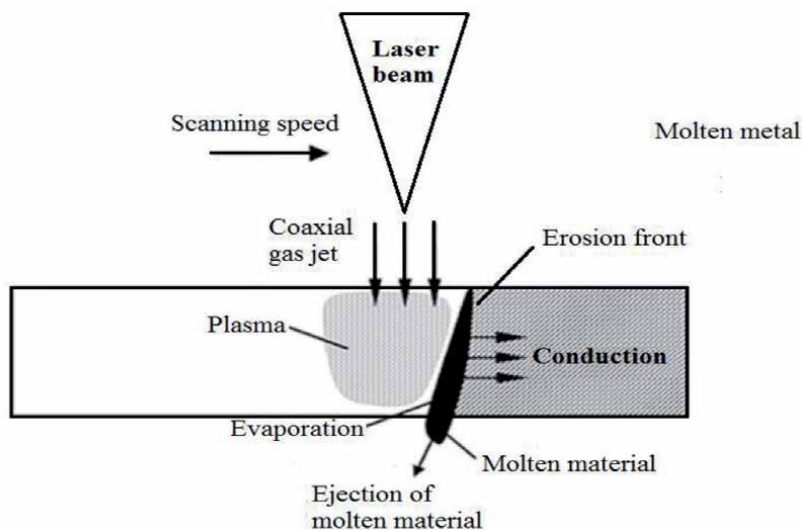 Laser
beam
Scanning speed
Molten metal
Coaxial
gas jet
Erosion front
Plasma
Conduction
Evaporation
Molten material
Ejection of
molten material